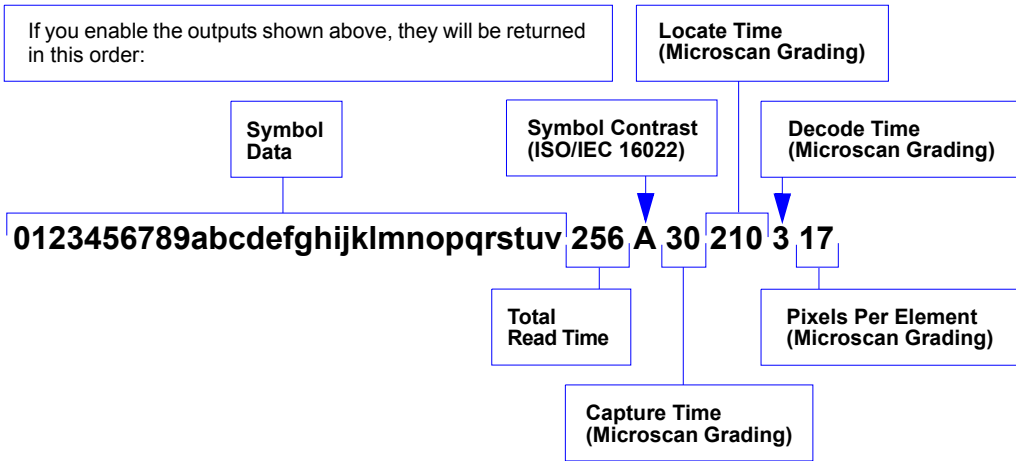 If you enable the outputs shown above, they will be returned
in this order:
Locate Time
(Microscan Grading)
Symbol
Data
Symbol Contrast
(ISO/IEC 16022)
Decode Time
(Microscan Grading)
0123456789abcdefghijklmnopqrstuv 256 A 30 210 3 17
Total
Read Time
Pixels Per Element
(Microscan Grading)
Capture Time
(Microscan Grading)